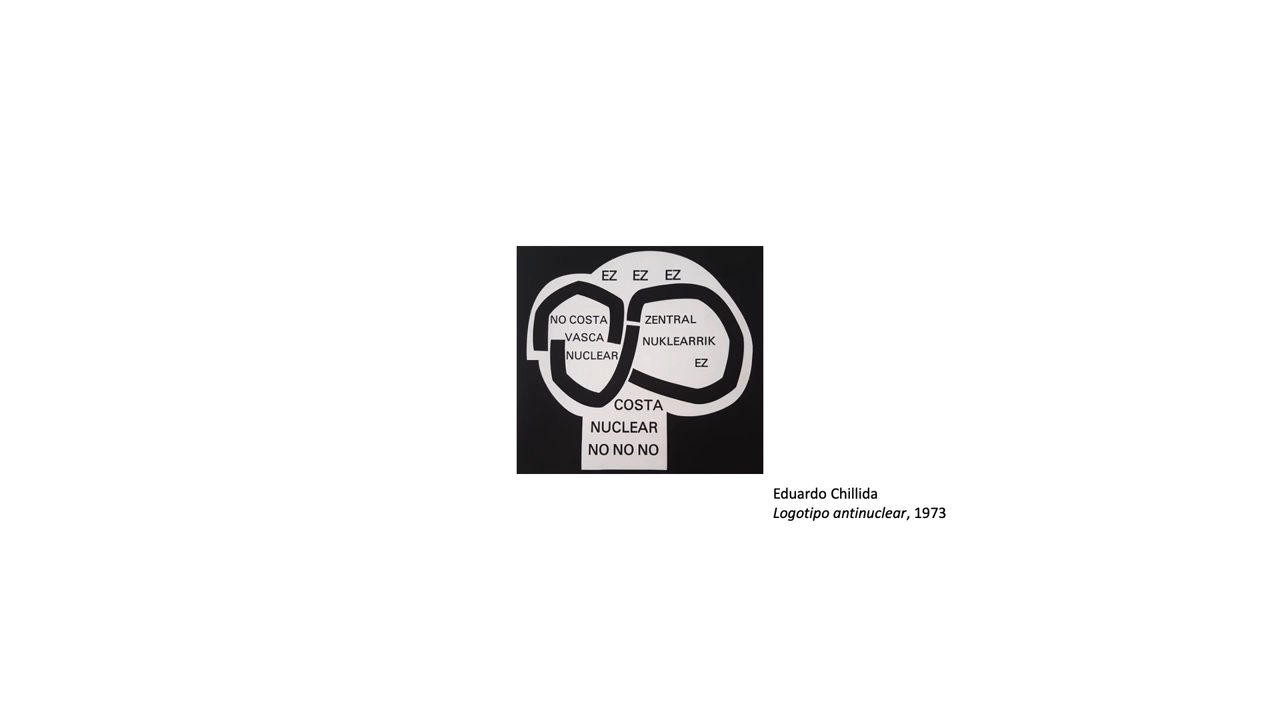 EZ EZ EZ
NO COSTA
VASCA
NUCLEAR
ZENTRAL
NUKLEARRIK
EZ
COSTA
NUCLEAR
NO NO NO
Eduardo Chillida
Logotipo antinuclear, 1973